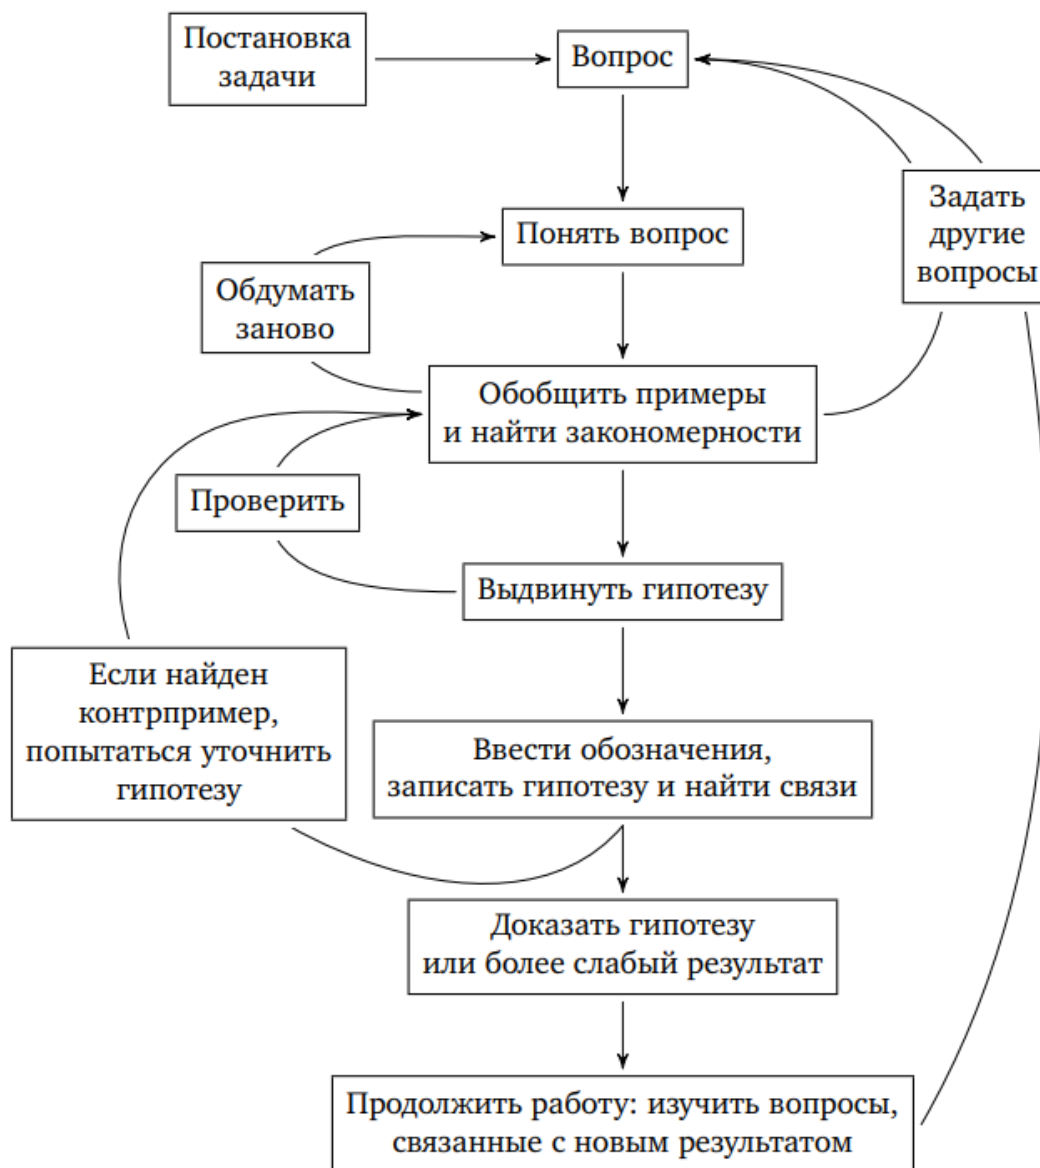 Постановка
задачи
Вопрос
Задать
другие
вопросы
Понять вопрос
Обдумать
заново
Обобщить примеры
и найти закономерности
Проверить
Выдвинуть гипотезу
Если найден
контрпример,
попытаться уточнить
гипотезу
Ввести обозначения,
записать гипотезу и найти связи
Доказать гипотезу
или более слабый результат
Продолжить работу: изучить вопросы,
связанные с новым результатом